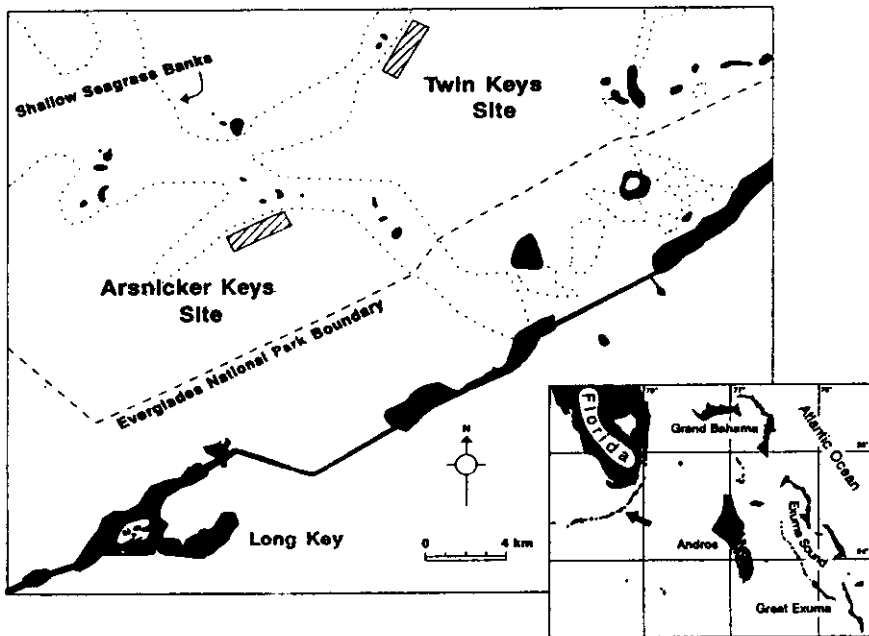 Shallow Seagrass Banks
Twin Keys
Site
Arsnicker Keys
Site
Everglades National Park Boundary
N
Long Key
0 4 km
Florida
Grand Bahama
Atlantic Ocean
Andros
Exuma Sound
Great Exuma